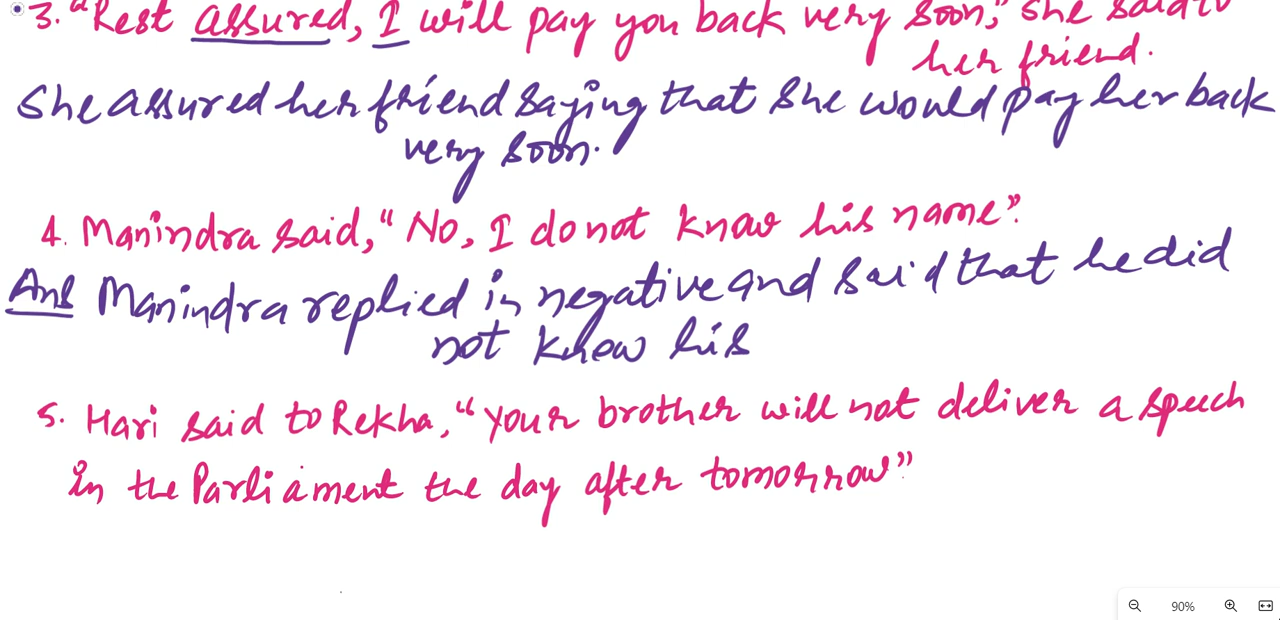 3. "Rest assured, I will pay you back very soon," she said to
her friend.
She assured her friend saying that she would pay her back
very soon.
4. Manindra said, "No, I do not know his name".
Ans Manindra replied in negative and said that he did
not know his
5. Hari said to Rekha, "Your brother will not deliver a speech
in the Parliament the day after tomorrow"
90%